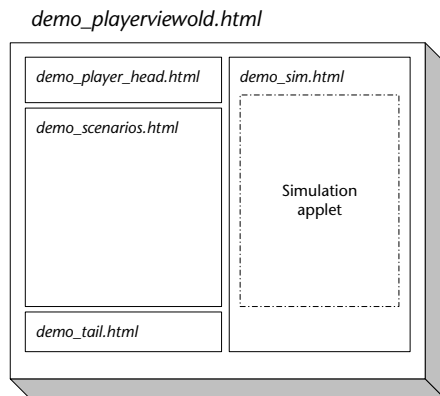 demo_playerviewold.html
demo_player_head.html
demo_scenarios.html
demo_tail.html
demo_sim.html
Simulation
applet